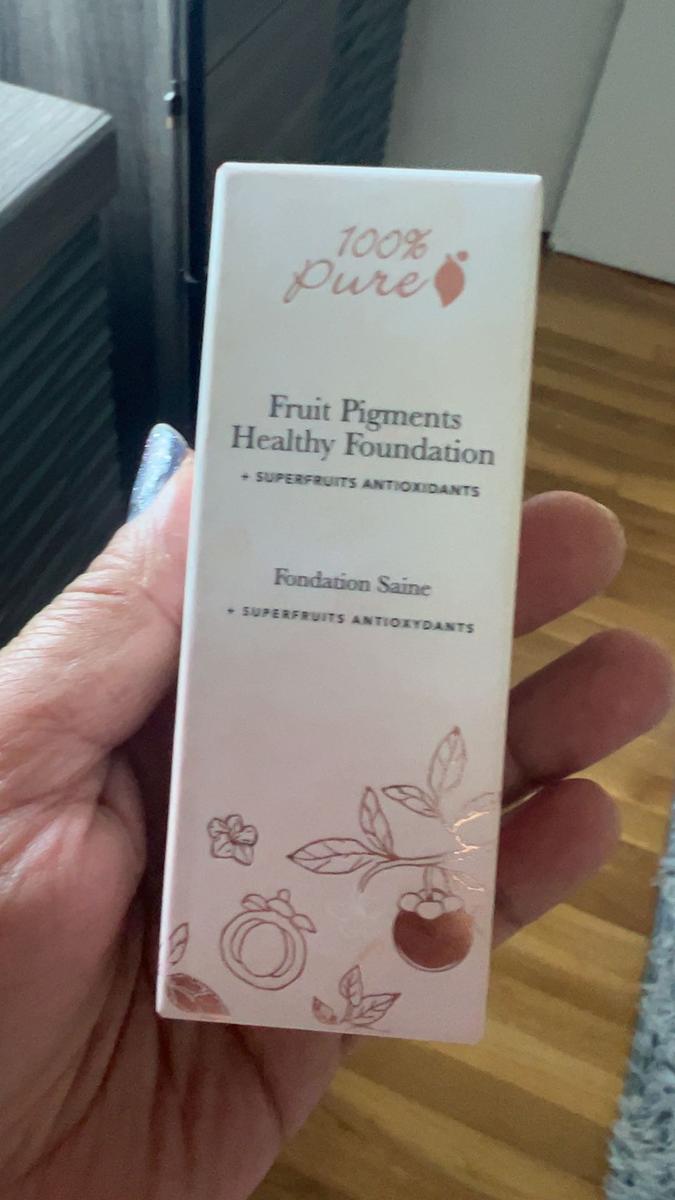 100%
Pure
Fruit Pigments
Healthy Foundation
+ SUPERFRUITS ANTIOXIDANTS
Fondation Saine
+ SUPERFRUITS ANTIOXYDANTS